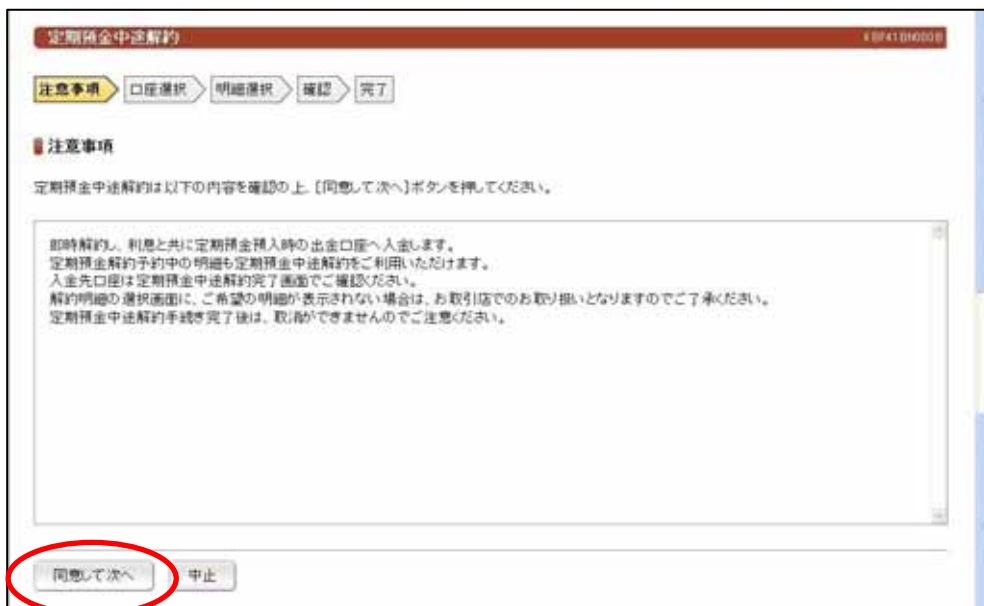 定期預金中途解約
注意事項 口座選択 明細選択 確認 完了
注意事項
定期預金中途解約は以下の内容を確認の上、[同意して次へ]ボタンを押してください。
即時解約し、利息と共に定期預金預入時の出金口座へ入金します。
定期預金解約予約中の明細も定期預金中途解約をご利用いただけます。
入金先口座は定期預金中途解約完了画面でご確認ください。
解約明細の選択画面に、ご希望の明細が表示されない場合は、お取引店でのお取り扱いとなりますのでご了承ください。
定期預金中途解約手続き完了後は、取消ができませんのでご注意ください。
同意して次へ 中止